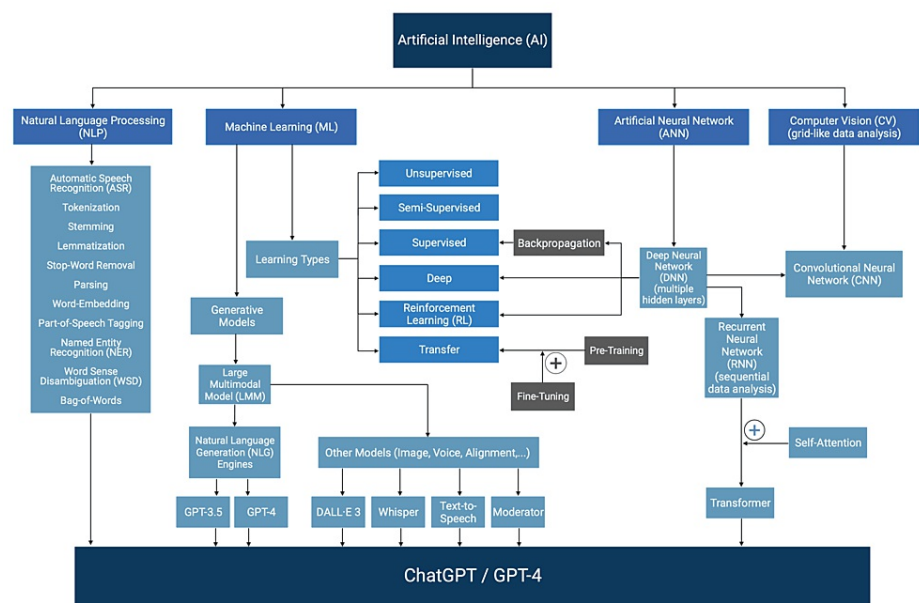 Artificial Intelligence (AI)
Natural Language Processing
(NLP)
Machine Learning (ML)
Artificial Neural Network
(ANN)
Computer Vision (CV)
(grid-like data analysis)
Automatic Speech
Recognition (ASR)
Tokenization
Stemming
Lemmatization
Stop-Word Removal
Parsing
Word-Embedding
Part-of-Speech Tagging
Named Entity
Recognition (NER)
Word Sense
Disambiguation (WSD)
Bag-of-Words
Learning Types
Unsupervised
Semi-Supervised
Supervised
Backpropagation
Deep
Reinforcement
Learning (RL)
Transfer
Pre-Training
Fine-Tuning
Deep Neural
Network (DNN)
(multiple
hidden layers)
Convolutional Neural
Network (CNN)
Recurrent
Neural
Network
(RNN)
(sequential
data analysis)
Self-Attention
Transformer
Generative
Models
Large
Multimodal
Model (LMM)
Natural Language
Generation (NLG)
Engines
Other Models (Image, Voice, Alignment,...)
GPT-3.5
GPT-4
DALL·E 3
Whisper
Text-to-
Speech
Moderator
ChatGPT / GPT-4